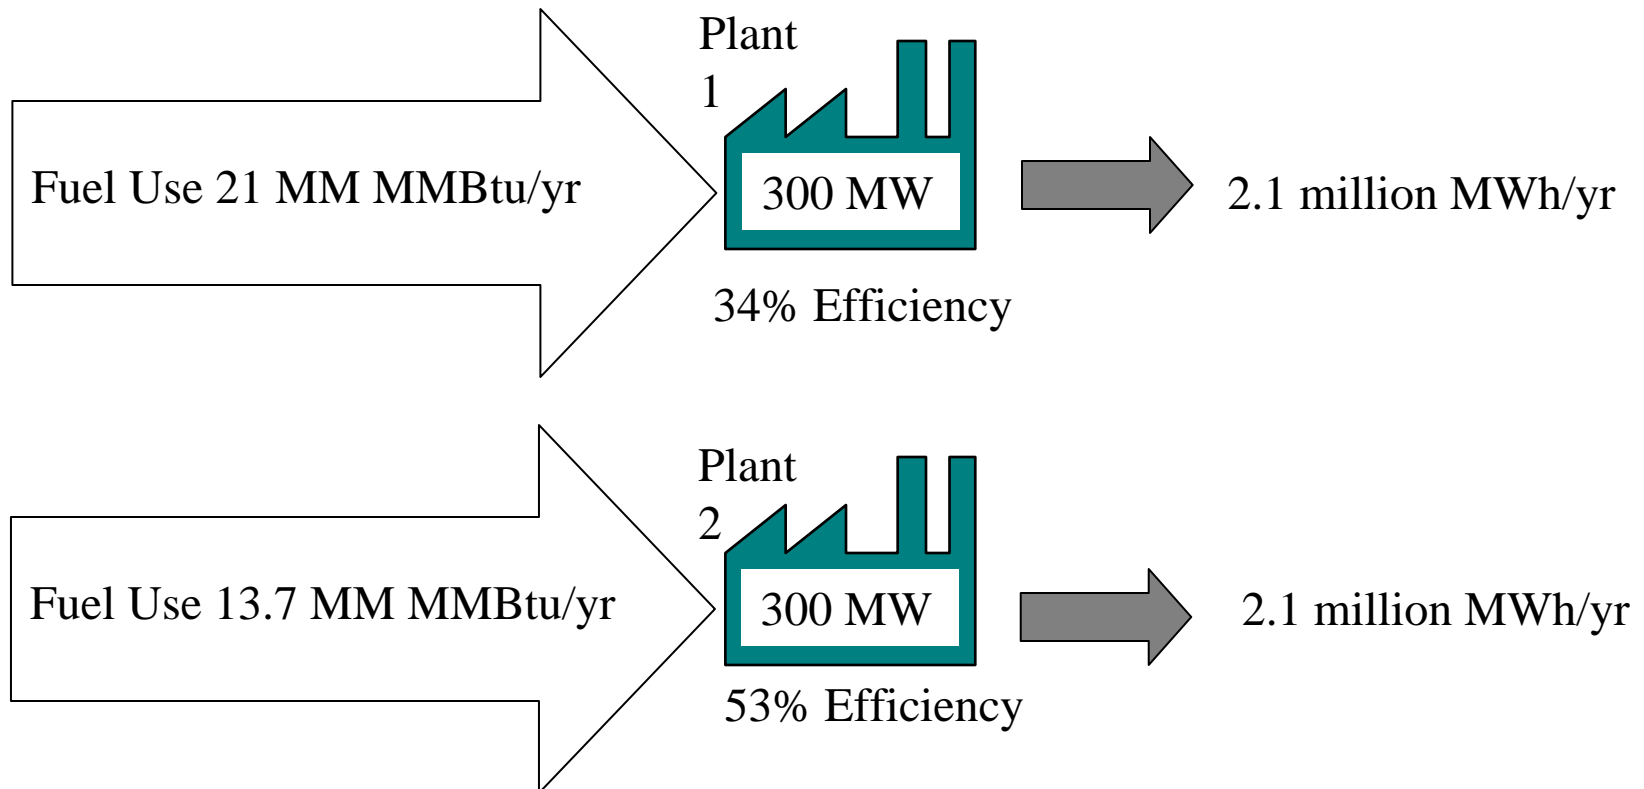 Plant
1
Fuel Use 21 MM MMBtu/yr
300 MW
2.1 million MWh/yr
34% Efficiency
Plant
2
Fuel Use 13.7 MM MMBtu/yr
300 MW
2.1 million MWh/yr
53% Efficiency